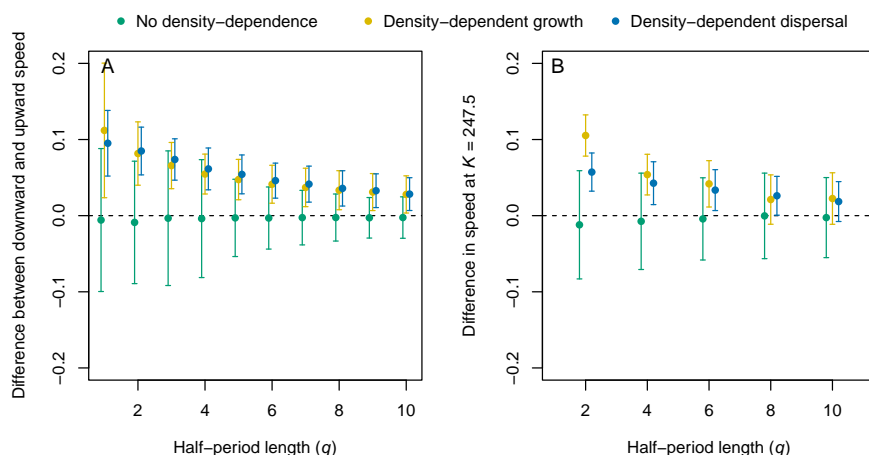 No density−dependence Density−dependent growth Density−dependent dispersal
A
Difference between downward and upward speed
0.2
0.1
0.0
−0.1
−0.2
2 4 6 8 10
Half−period length (q)
B
Difference in speed at K = 247.5
0.2
0.1
0.0
−0.1
−0.2
2 4 6 8 10
Half−period length (q)